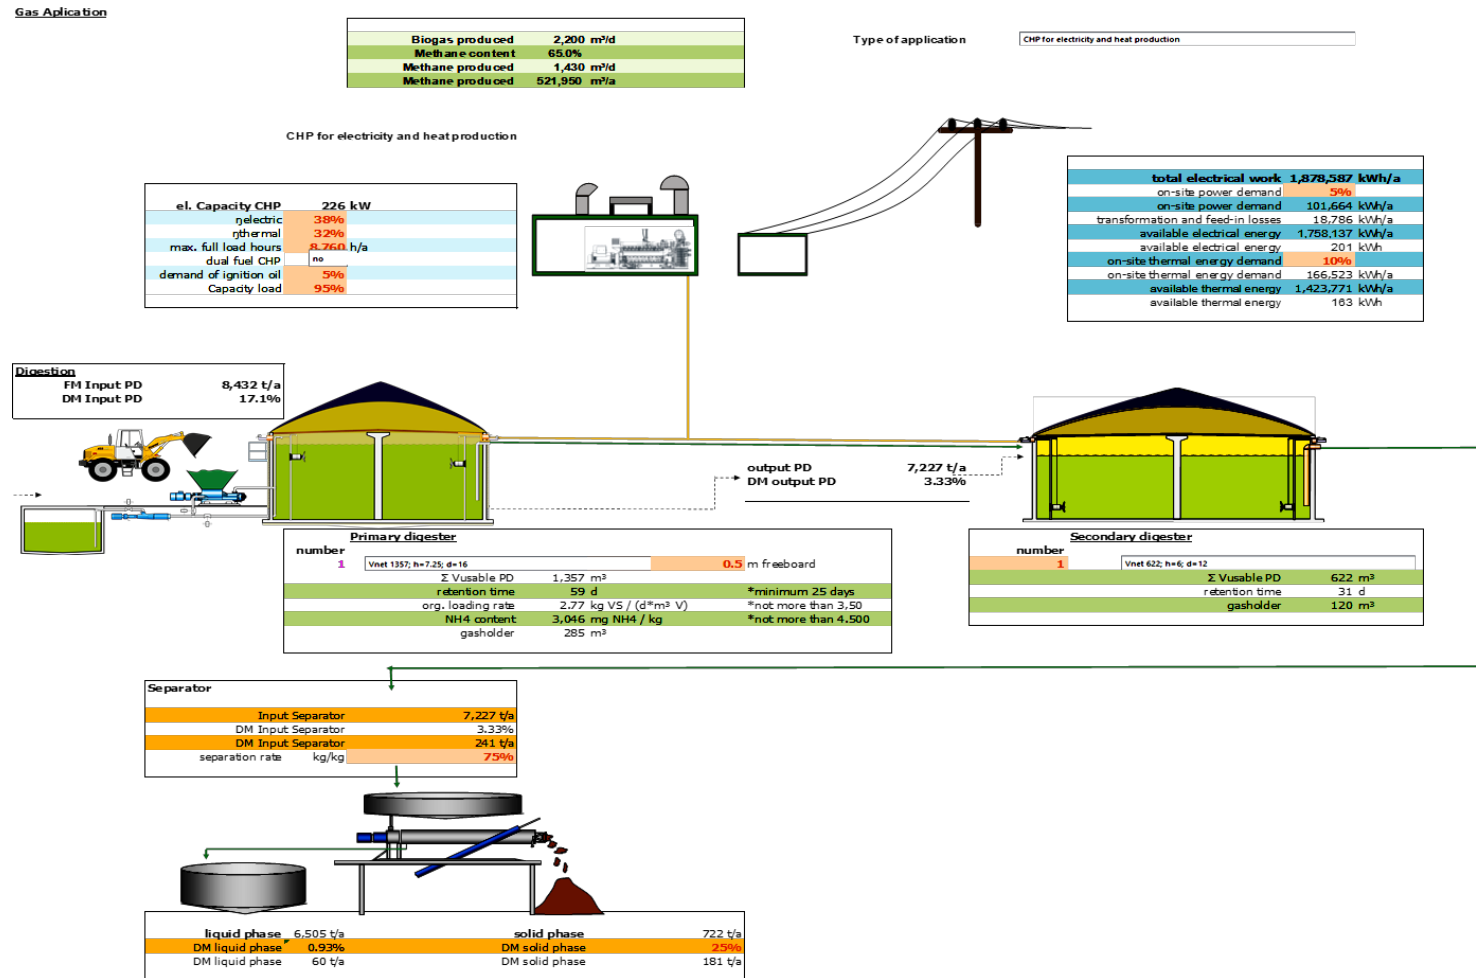 Gas Aplication
Biogas produced 2,200 m³/d
Methane content 65.0%
Methane produced 1,430 m³/d
Methane produced 521,950 m³/a
Type of application CHP for electricity and heat production
CHP for electricity and heat production
el. Capacity CHP 226 kW
ηelectric 38%
ηthermal 32%
max. full load hours 8.760 h/a
dual fuel CHP no
demand of ignition oil 5%
Capacity load 95%
total electrical work 1,878,587 kWh/a
on-site power demand 5%
on-site power demand 101,664 kWh/a
transformation and feed-in losses 18,786 kWh/a
available electrical energy 1,758,137 kWh/a
available electrical energy 201 kWh
on-site thermal energy demand 10%
on-site thermal energy demand 166,523 kWh/a
available thermal energy 1,423,771 kWh/a
available thermal energy 163 kWh
Digestion
FM Input PD 8,432 t/a
DM Input PD 17.1%
output PD 7,227 t/a
DM output PD 3.33%
Primary digester
number
1 Vnet 1357; h=7.25; d=16 0.5 m freeboard
Σ Vusable PD 1,357 m³
retention time 59 d *minimum 25 days
org. loading rate 2.77 kg VS / (d*m³ V) *not more than 3,50
NH4 content 3,046 mg NH4 / kg *not more than 4.500
gasholder 285 m³
Secondary digester
number
1 Vnet 622; h=6; d=12
Σ Vusable PD 622 m³
retention time 31 d
gasholder 120 m³
Separator
Input Separator 7,227 t/a
DM Input Separator 3.33%
DM Input Separator 241 t/a
separation rate kg/kg 75%
liquid phase 6,505 t/a solid phase 722 t/a
DM liquid phase 0.93% DM solid phase 25%
DM liquid phase 60 t/a DM solid phase 181 t/a